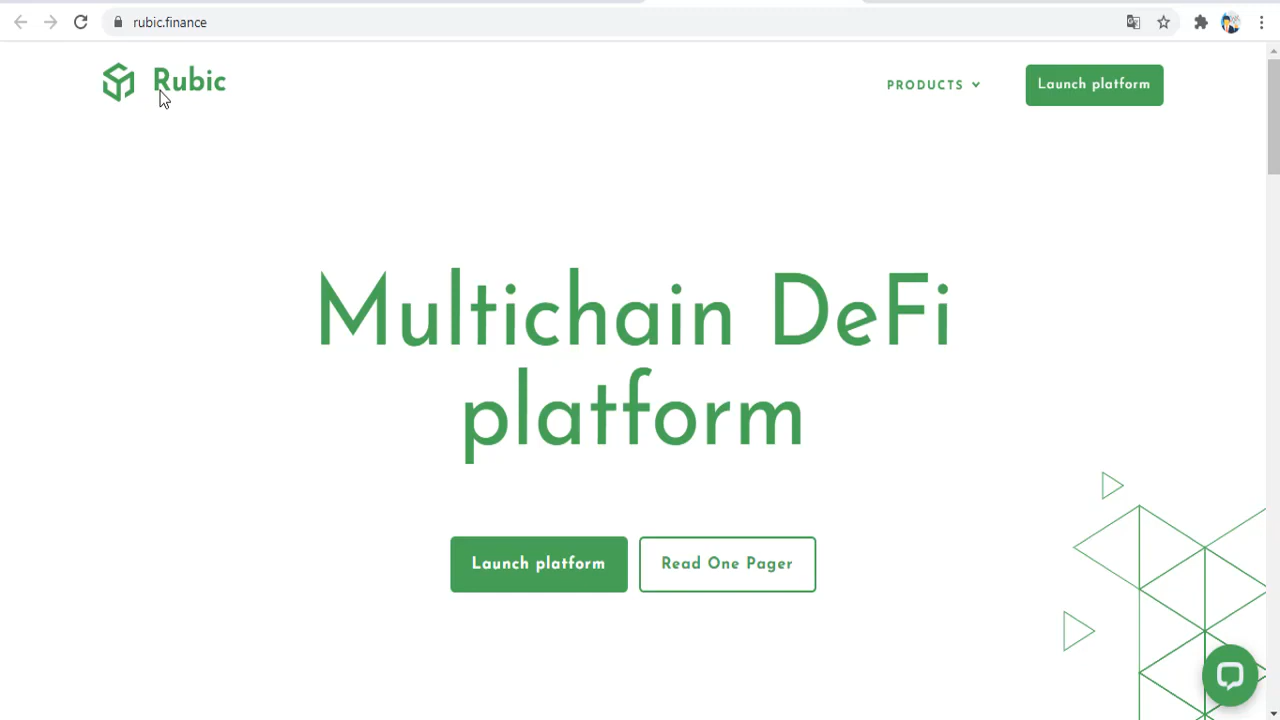 rubic.finance
Rubic
PRODUCTS
Launch platform
Multichain DeFi
platform
Launch platform
Read One Pager